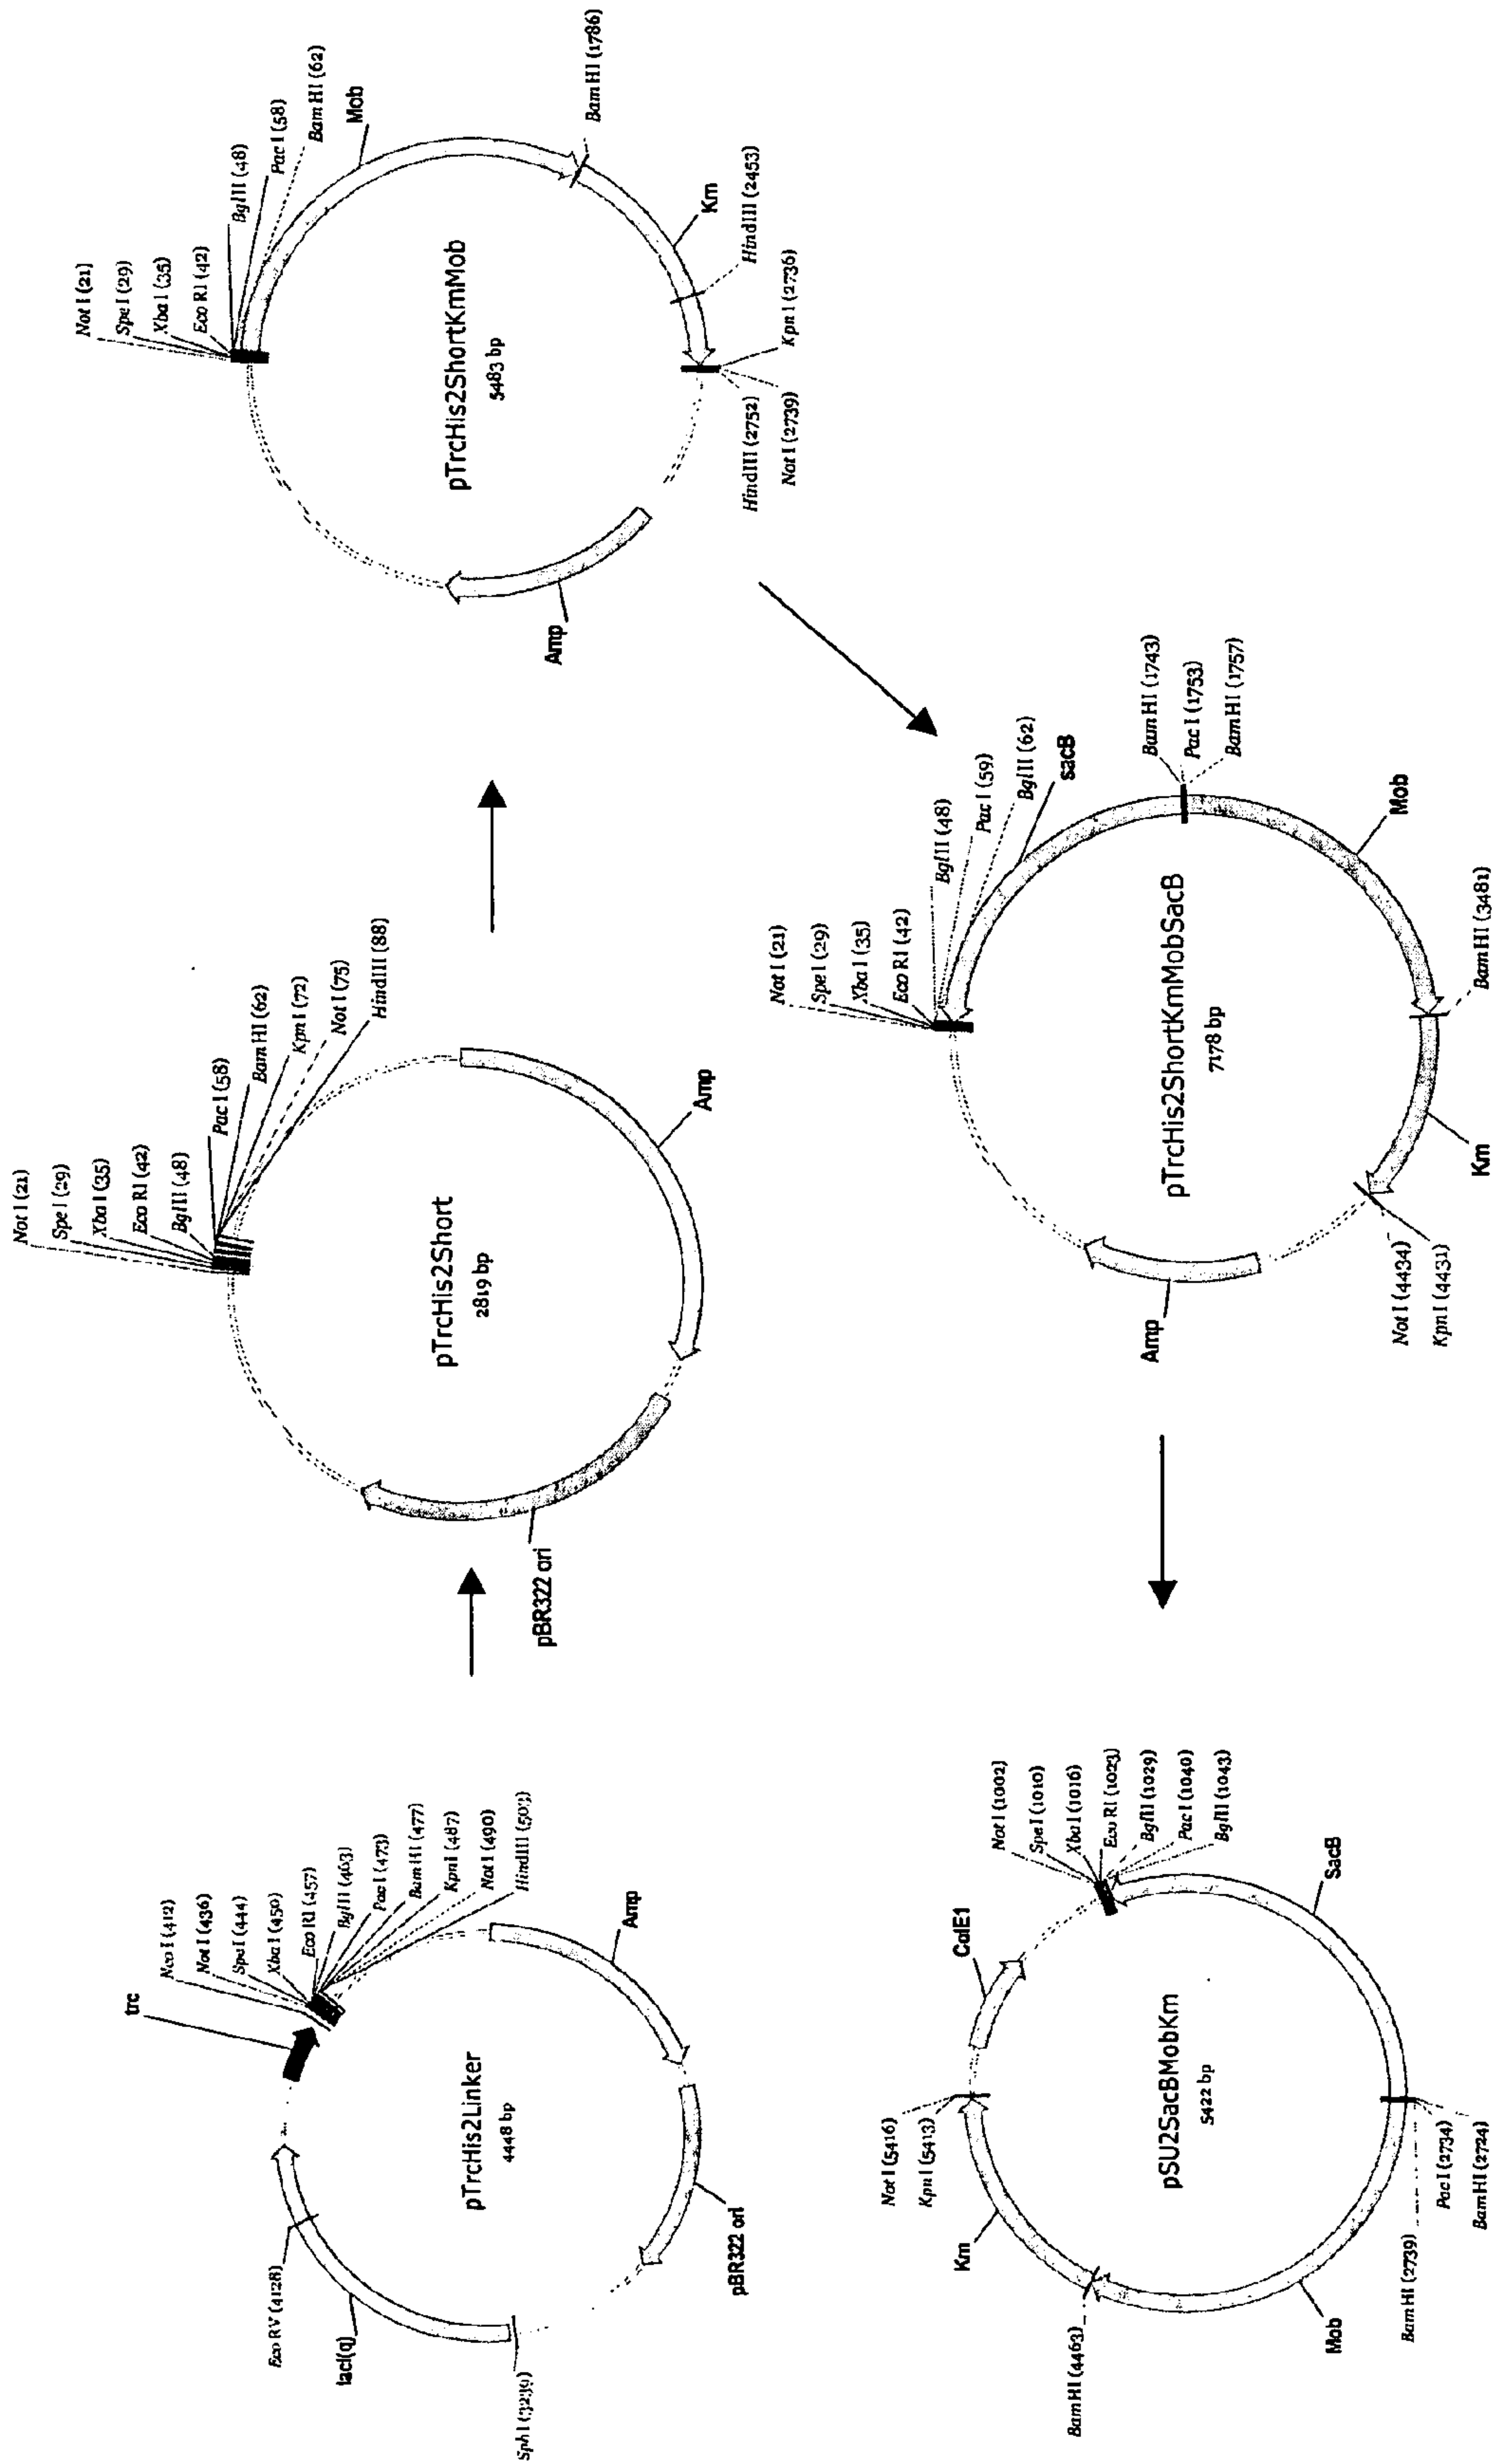 trc
Nco I (412)
Not I (436)
Spe I (444)
Xba I (450)
Eco RI (457)
Bgl II (463)
Pac I (473)
Bam HI (477)
Kpn I (487)
Not I (490)
Hind III (503)
Amp
pBR322 ori
Sph I (3239)
lacI(q)
Eco RV (4128)
pTrcHis2Linker
4448 bp
Not I (21)
Spe I (29)
Xba I (35)
Eco RI (42)
Bgl II (48)
Pac I (58)
Bam HI (62)
Kpn I (72)
Not I (75)
Hind III (88)
Amp
pBR322 ori
pTrcHis2Short
2819 bp
Not I (21)
Spe I (29)
Xba I (35)
Eco RI (42)
Bgl II (48)
Pac I (58)
Bam HI (62)
Mob
Bam HI (1786)
Km
Hind III (2453)
Kpn I (2736)
Not I (2739)
Hind III (2752)
Amp
pTrcHis2ShortKmMob
5483 bp
Not I (21)
Spe I (29)
Xba I (35)
Eco RI (42)
Bgl II (48)
Pac I (59)
Bgl II (62)
sacB
Bam HI (1743)
Pac I (1753)
Bam HI (1757)
Mob
Bam HI (3481)
Km
Kpn I (4431)
Not I (4434)
Amp
pTrcHis2ShortKmMobSacB
7178 bp
ColE1
Not I (1002)
Spe I (1010)
Xba I (1016)
Eco RI (1023)
Bgl II (1029)
Pac I (1040)
Bgl II (1043)
SacB
Bam HI (2724)
Pac I (2734)
Bam HI (2739)
Mob
Bam HI (4463)
Km
Kpn I (5413)
Not I (5416)
pSU2SacBMobKm
5422 bp